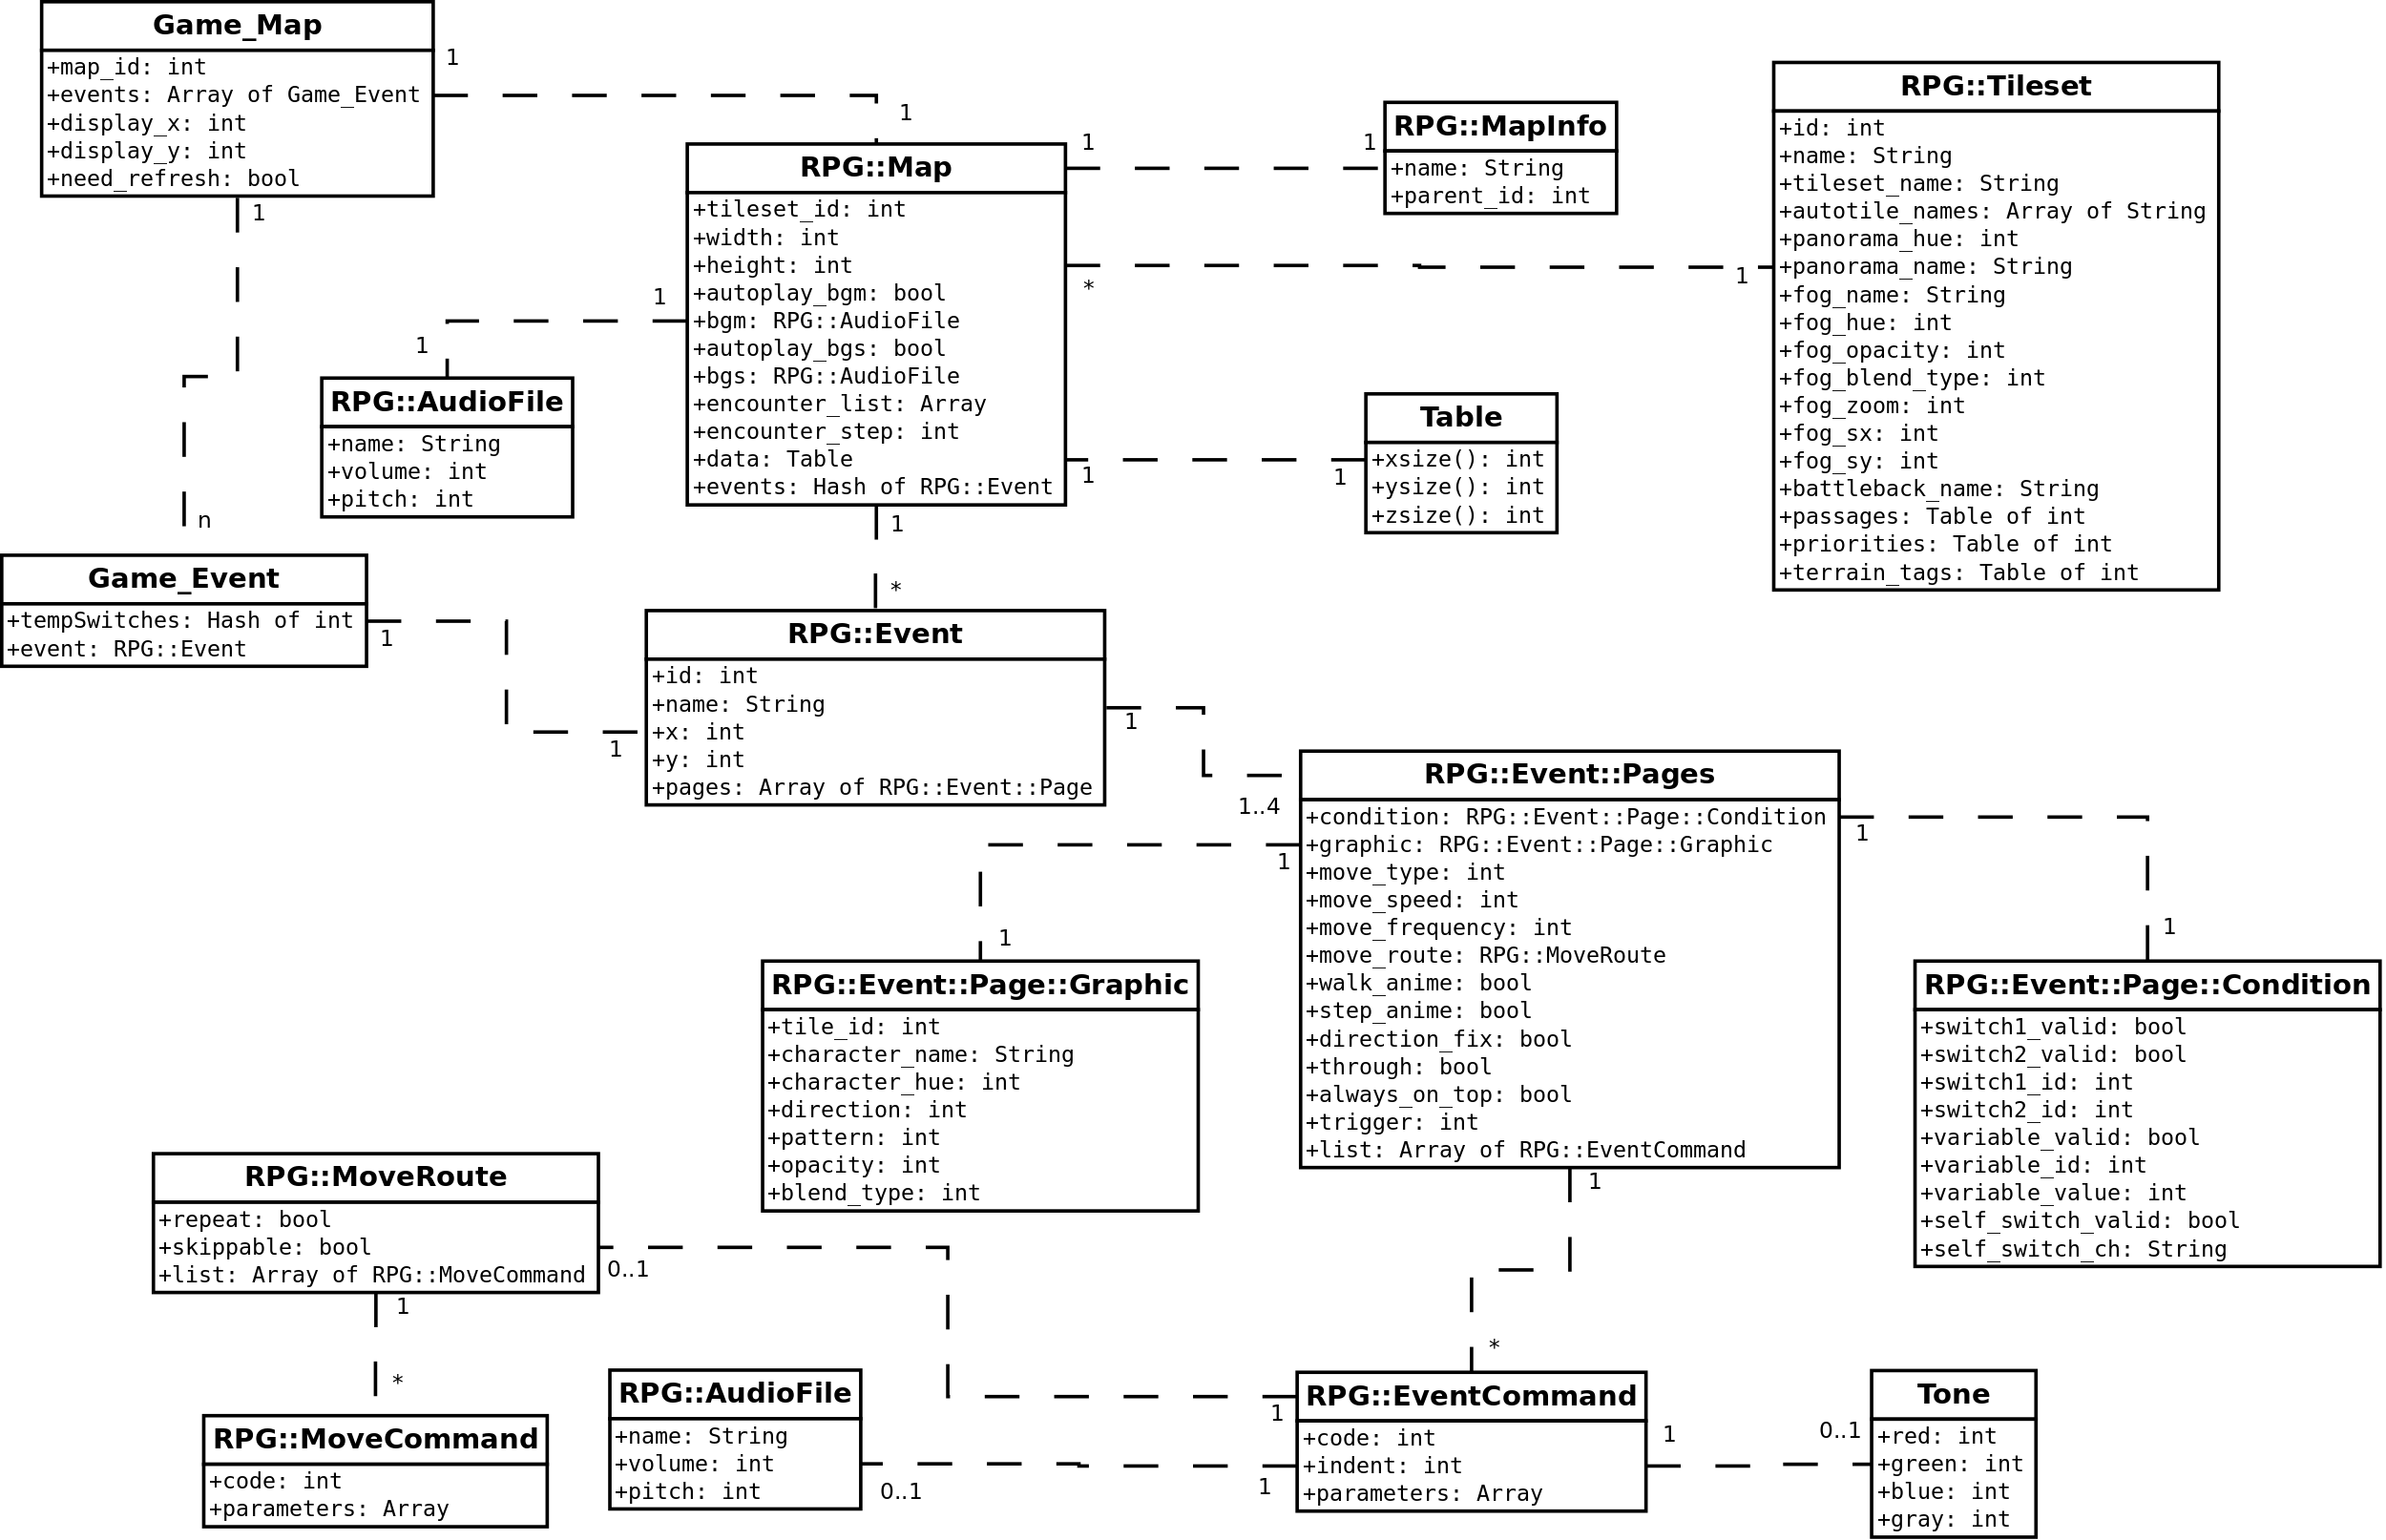 Game_Map
+map_id: int
+events: Array of Game_Event
+display_x: int
+display_y: int
+need_refresh: bool
1
1
1
n
RPG::Map
+tileset_id: int
+width: int
+height: int
+autoplay_bgm: bool
+bgm: RPG::AudioFile
+autoplay_bgs: bool
+bgs: RPG::AudioFile
+encounter_list: Array
+encounter_step: int
+data: Table
+events: Hash of RPG::Event
1
1
*
1
1
1
1
1
1
*
RPG::MapInfo
+name: String
+parent_id: int
RPG::Tileset
+id: int
+name: String
+tileset_name: String
+autotile_names: Array of String
+panorama_hue: int
+panorama_name: String
+fog_name: String
+fog_hue: int
+fog_opacity: int
+fog_blend_type: int
+fog_zoom: int
+fog_sx: int
+fog_sy: int
+battleback_name: String
+passages: Table of int
+priorities: Table of int
+terrain_tags: Table of int
RPG::AudioFile
+name: String
+volume: int
+pitch: int
Table
+xsize(): int
+ysize(): int
+zsize(): int
Game_Event
+tempSwitches: Hash of int
+event: RPG::Event
1
1
RPG::Event
+id: int
+name: String
+x: int
+y: int
+pages: Array of RPG::Event::Page
1
1..4
RPG::Event::Pages
+condition: RPG::Event::Page::Condition
+graphic: RPG::Event::Page::Graphic
+move_type: int
+move_speed: int
+move_frequency: int
+move_route: RPG::MoveRoute
+walk_anime: bool
+step_anime: bool
+direction_fix: bool
+through: bool
+always_on_top: bool
+trigger: int
+list: Array of RPG::EventCommand
1
1
1
1
1
*
RPG::Event::Page::Graphic
+tile_id: int
+character_name: String
+character_hue: int
+direction: int
+pattern: int
+opacity: int
+blend_type: int
RPG::Event::Page::Condition
+switch1_valid: bool
+switch2_valid: bool
+switch1_id: int
+switch2_id: int
+variable_valid: bool
+variable_id: int
+variable_value: int
+self_switch_valid: bool
+self_switch_ch: String
RPG::MoveRoute
+repeat: bool
+skippable: bool
+list: Array of RPG::MoveCommand
0..1
1
1
*
RPG::MoveCommand
+code: int
+parameters: Array
RPG::AudioFile
+name: String
+volume: int
+pitch: int
0..1
1
RPG::EventCommand
+code: int
+indent: int
+parameters: Array
1
0..1
Tone
+red: int
+green: int
+blue: int
+gray: int